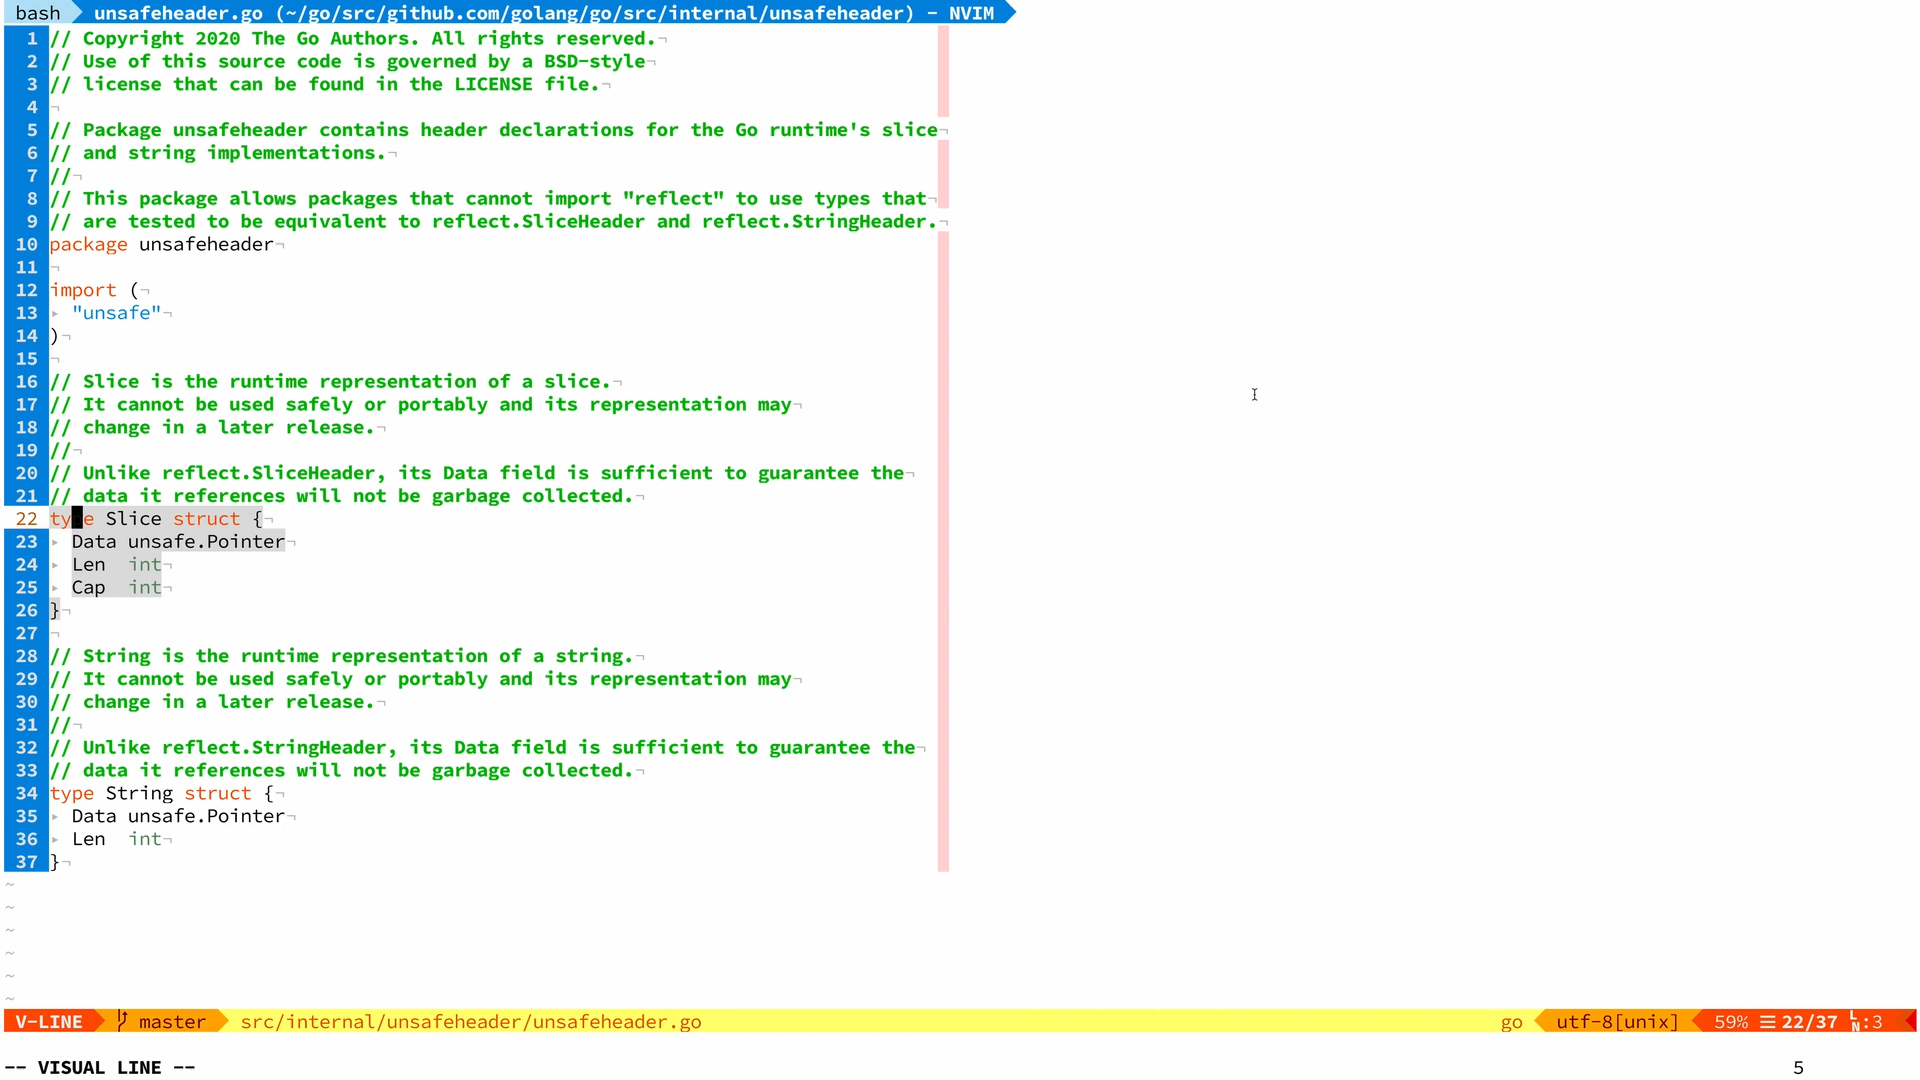 bash unsafeheader.go (~/go/src/github.com/golang/go/src/internal/unsafeheader) - NVIM
1 // Copyright 2020 The Go Authors. All rights reserved.¬
2 // Use of this source code is governed by a BSD-style¬
3 // license that can be found in the LICENSE file.¬
4 ¬
5 // Package unsafeheader contains header declarations for the Go runtime's slice¬
6 // and string implementations.¬
7 //¬
8 // This package allows packages that cannot import "reflect" to use types that¬
9 // are tested to be equivalent to reflect.SliceHeader and reflect.StringHeader.¬
10 package unsafeheader¬
11 ¬
12 import (¬
13 ▸ "unsafe"¬
14 )¬
15 ¬
16 // Slice is the runtime representation of a slice.¬
17 // It cannot be used safely or portably and its representation may¬
18 // change in a later release.¬
19 //¬
20 // Unlike reflect.SliceHeader, its Data field is sufficient to guarantee the¬
21 // data it references will not be garbage collected.¬
22 type Slice struct {¬
23 ▸ Data unsafe.Pointer¬
24 ▸ Len  int¬
25 ▸ Cap  int¬
26 }¬
27 ¬
28 // String is the runtime representation of a string.¬
29 // It cannot be used safely or portably and its representation may¬
30 // change in a later release.¬
31 //¬
32 // Unlike reflect.StringHeader, its Data field is sufficient to guarantee the¬
33 // data it references will not be garbage collected.¬
34 type String struct {¬
35 ▸ Data unsafe.Pointer¬
36 ▸ Len  int¬
37 }¬
~
~
~
~
~
~
V-LINE master src/internal/unsafeheader/unsafeheader.go go utf-8[unix] 59% ☰ 22/37 LN:3
-- VISUAL LINE -- 5